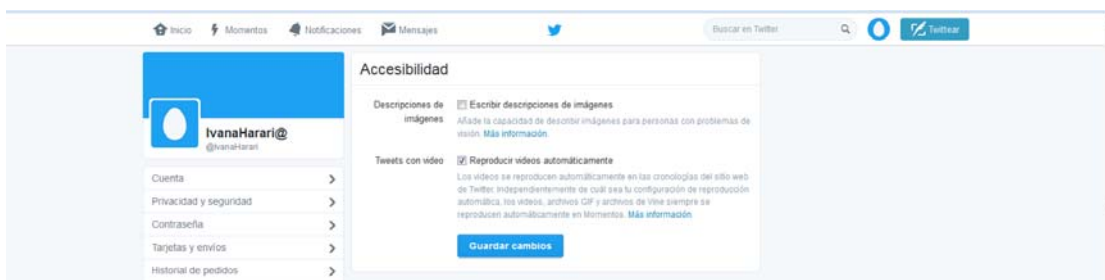 Inicio Momentos Notificaciones Mensajes Buscar en Twitter Twittear
IvanaHarari@
@IvanaHarari
Cuenta
Privacidad y seguridad
Contraseña
Tarjetas y envíos
Historial de pedidos
Accesibilidad
Descripciones de
imágenes
Escribir descripciones de imágenes
Añade la capacidad de describir imágenes para personas con problemas de
visión. Más información.
Tweets con video
Reproducir videos automáticamente
Los videos se reproducen automáticamente en las cronologías del sitio web
de Twitter. Independientemente de cuál sea tu configuración de reproducción
automática, los videos, archivos GIF y archivos de Vine siempre se
reproducen automáticamente en Momentos. Más información.
Guardar cambios